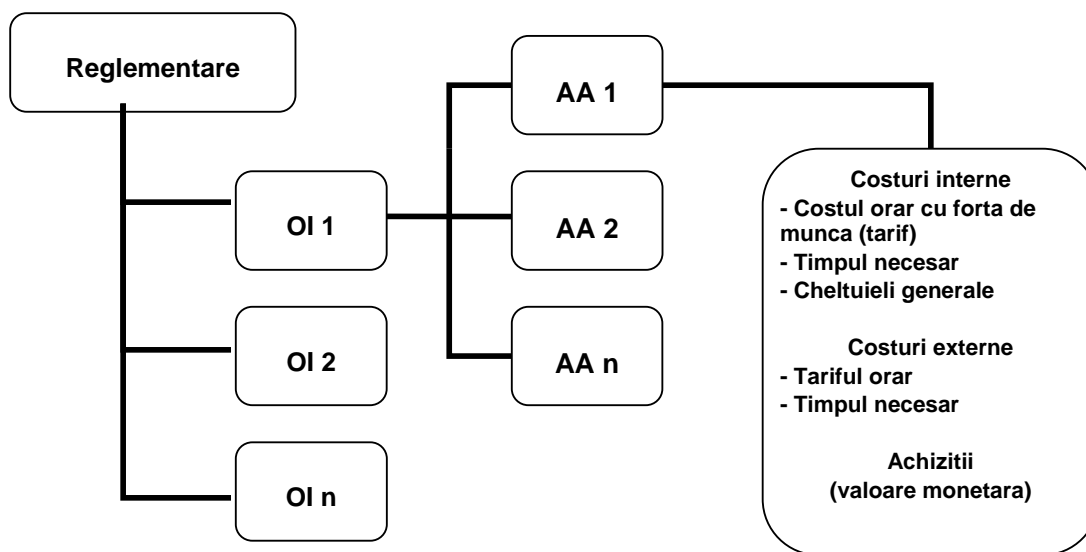 Reglementare
OI 1
OI 2
OI n
AA 1
AA 2
AA n
Costuri interne
- Costul orar cu forta de
munca (tarif)
- Timpul necesar
- Cheltuieli generale
Costuri externe
- Tariful orar
- Timpul necesar
Achizitii
(valoare monetara)